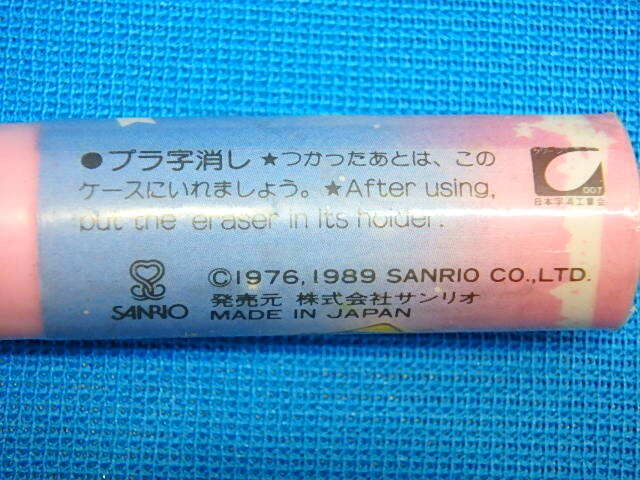 ●プラ字消し ★つかったあとは、この
ケースにいれましょう。★After using,
put the eraser in its holder.
007
日本字消工業会
SANRIO
©1976,1989 SANRIO CO.,LTD.
発売元 株式会社サンリオ
MADE IN JAPAN